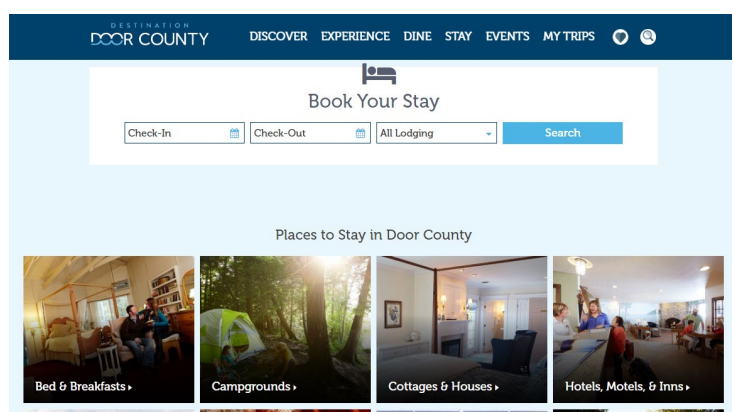 DESTINATION
DOOR COUNTY
DISCOVER EXPERIENCE DINE STAY EVENTS MY TRIPS
Book Your Stay
Check-In Check-Out All Lodging Search
Places to Stay in Door County
Bed & Breakfasts Campgrounds Cottages & Houses Hotels, Motels, & Inns